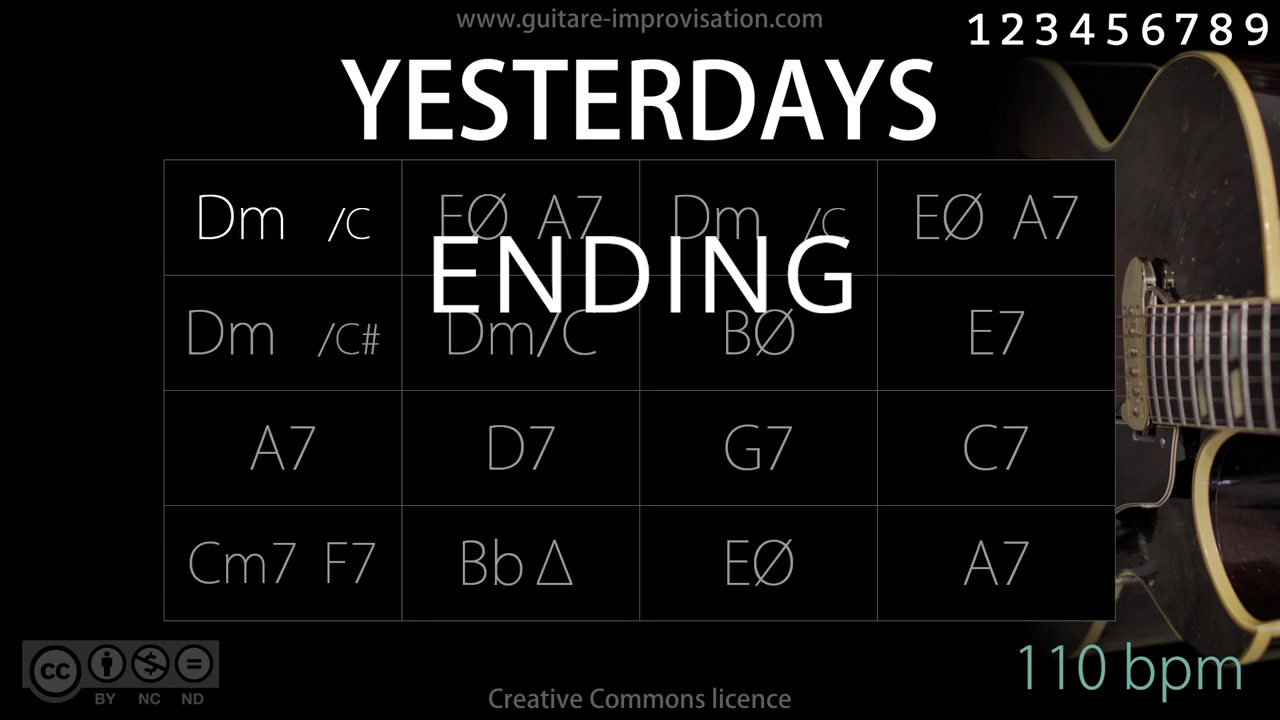 www.guitare-improvisation.com
1 2 3 4 5 6 7 8 9
YESTERDAYS
Dm /C EØ A7 Dm /C EØ A7
ENDING
Dm /C# Dm/C BØ E7
A7 D7 G7 C7
Cm7 F7 Bb Δ EØ A7
110 bpm
cc
BY NC ND
Creative Commons licence